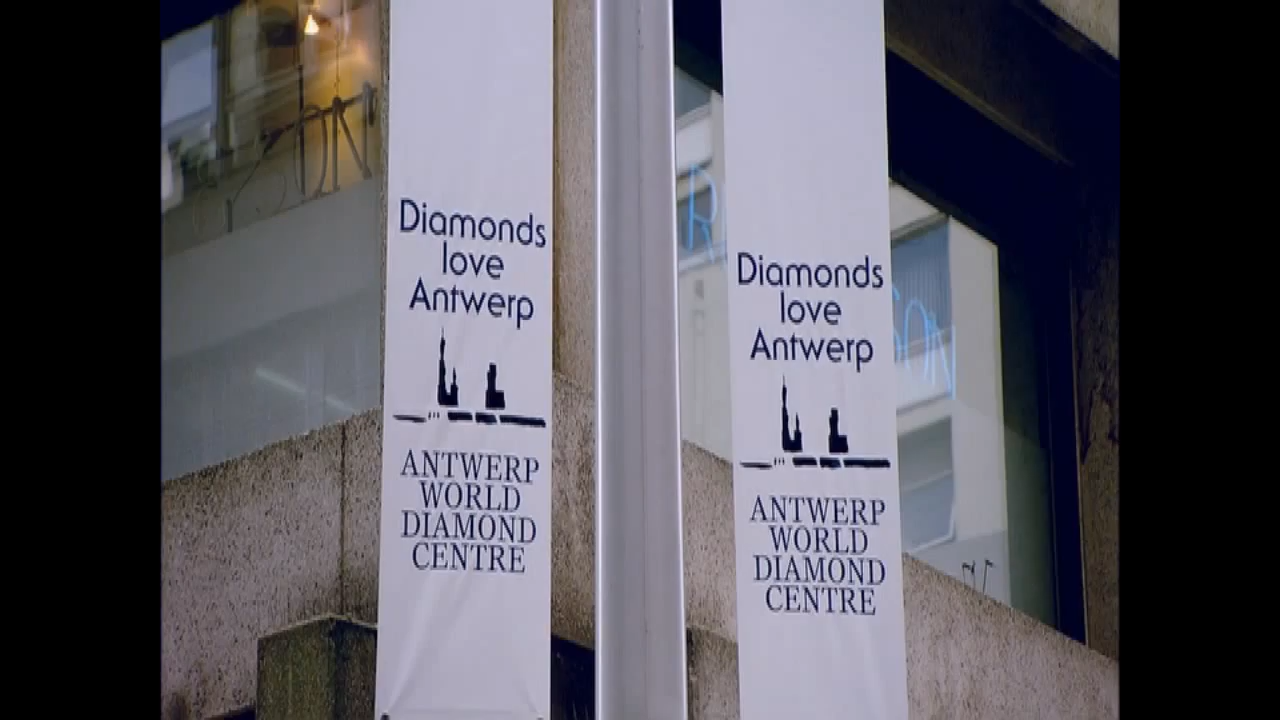 Diamonds
love
Antwerp
ANTWERP
WORLD
DIAMOND
CENTRE
Diamonds
love
Antwerp
ANTWERP
WORLD
DIAMOND
CENTRE